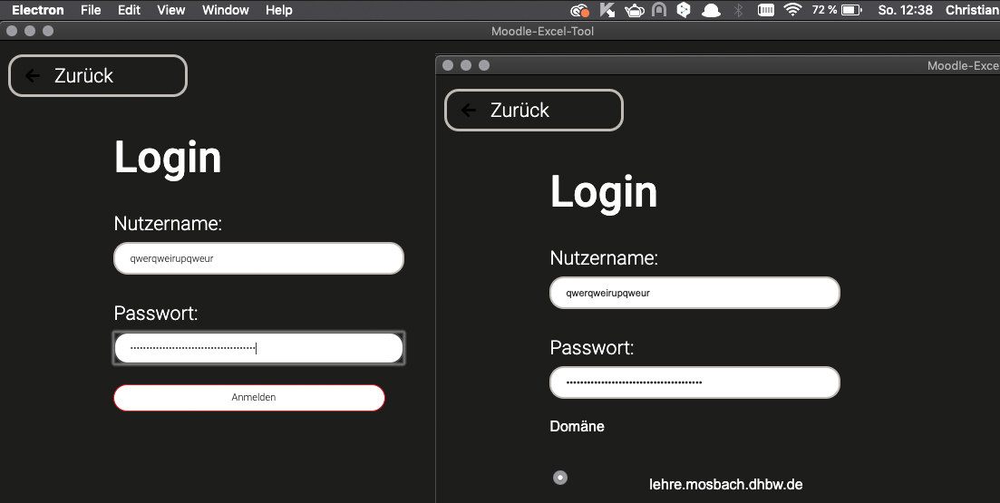 Electron File Edit View Window Help 72 % So. 12:38 Christian
Moodle-Excel-Tool
Zurück
Login
Nutzername:
qwerqweirupqweur
Passwort:
••••••••••••••••••••••••••••••••••••••
Anmelden
Moodle-Exce
Zurück
Login
Nutzername:
qwerqweirupqweur
Passwort:
••••••••••••••••••••••••••••••••••••••
Domäne
lehre.mosbach.dhbw.de